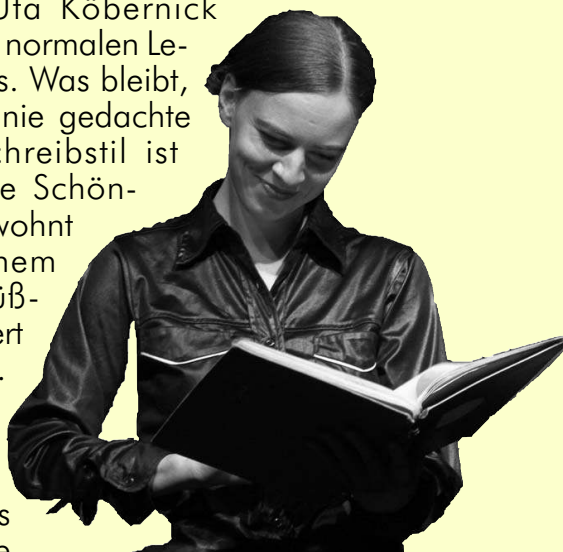 Uta Köbernick
normalen Le-
s. Was bleibt,
nie gedachte
chreibstil ist
e Schön-
wohnt
nem
üß-
ert
.
s
e